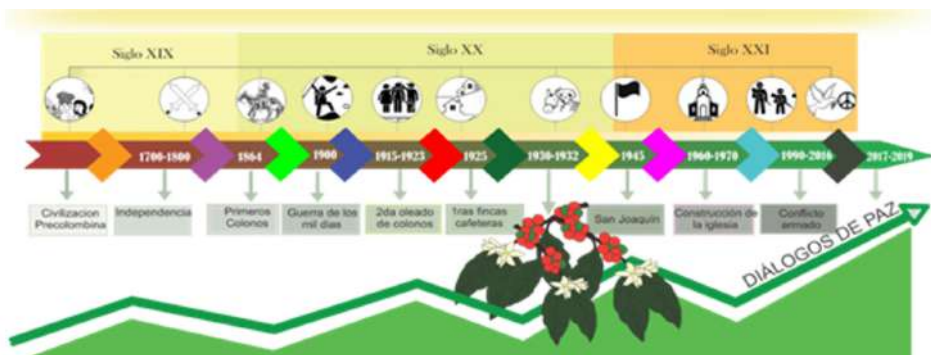 Siglo XIX
Siglo XX
Siglo XXI
1700-1800
1864
1900
1915-1923
1925
1930-1932
1945
1960-1970
1990-2016
2017-2019
Civilizacion
Precolombina
Independencia
Primeros
Colonos
Guerra de los
mil dias
2da oleado
de colonos
1ras fincas
cafeteras
San Joaquín
Construcción de
la iglesia
Conflicto
armado
DIÁLOGOS DE PAZ